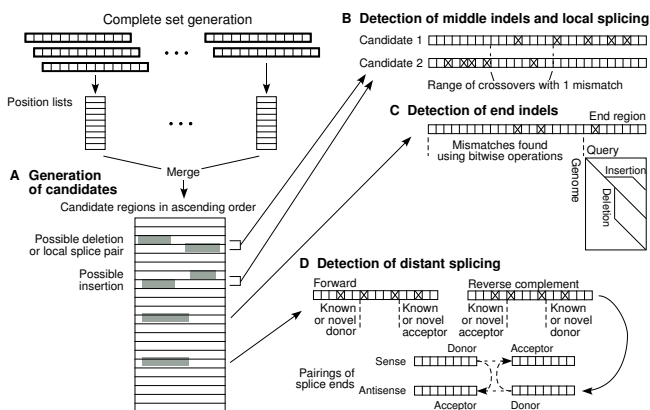 Complete set generation
Position lists
Merge
A Generation
of candidates
Candidate regions in ascending order
Possible deletion
or local splice pair
Possible
insertion
B Detection of middle indels and local splicing
Candidate 1
Candidate 2
Range of crossovers with 1 mismatch
C Detection of end indels
End region
Mismatches found
using bitwise operations
Query
Genome
Insertion
Deletion
D Detection of distant splicing
Forward
Known
or novel
donor
Known
or novel
acceptor
Reverse complement
Known
or novel
acceptor
Known
or novel
donor
Donor
Acceptor
Sense
Pairings of
splice ends
Antisense
Acceptor
Donor